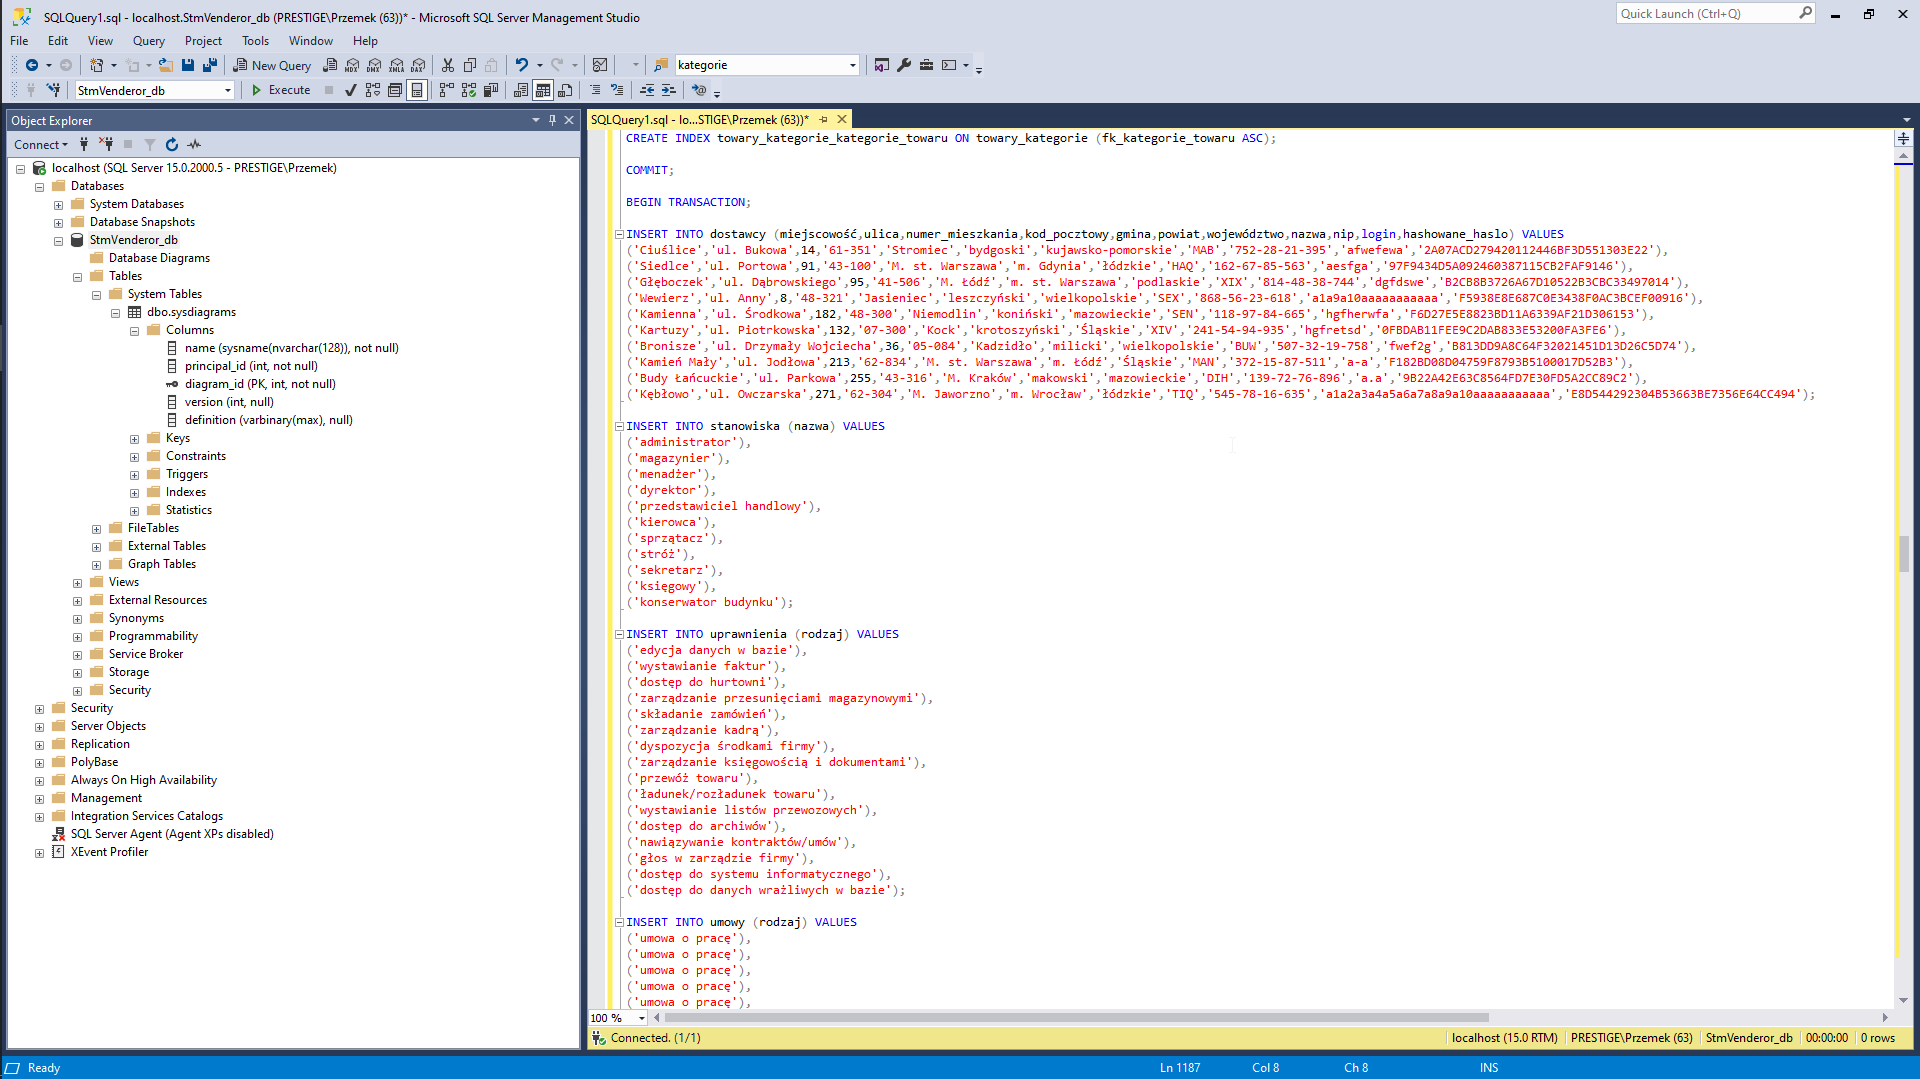 SQLQuery1.sql - localhost.StmVenderor_db (PRESTIGE\Przemek (63))* - Microsoft SQL Server Management Studio
Quick Launch (Ctrl+Q)
File Edit View Query Project Tools Window Help
New Query
MDX DMX XMLA DAX
kategorie
StmVenderor_db
Execute
Object Explorer
Connect
localhost (SQL Server 15.0.2000.5 - PRESTIGE\Przemek)
Databases
System Databases
Database Snapshots
StmVenderor_db
Database Diagrams
Tables
System Tables
dbo.sysdiagrams
Columns
name (sysname(nvarchar(128)), not null)
principal_id (int, not null)
diagram_id (PK, int, not null)
version (int, null)
definition (varbinary(max), null)
Keys
Constraints
Triggers
Indexes
Statistics
FileTables
External Tables
Graph Tables
Views
External Resources
Synonyms
Programmability
Service Broker
Storage
Security
Security
Server Objects
Replication
PolyBase
Always On High Availability
Management
Integration Services Catalogs
SQL Server Agent (Agent XPs disabled)
XEvent Profiler
SQLQuery1.sql - lo...STIGE\Przemek (63))*
CREATE INDEX towary_kategorie_kategorie_towaru ON towary_kategorie (fk_kategorie_towaru ASC);
COMMIT;
BEGIN TRANSACTION;
INSERT INTO dostawcy (miejscowość,ulica,numer_mieszkania,kod_pocztowy,gmina,powiat,województwo,nazwa,nip,login,hashowane_haslo) VALUES
('Ciuślice','ul. Bukowa',14,'61-351','Stromiec','bydgoski','kujawsko-pomorskie','MAB','752-28-21-395','afwefewa','2A07ACD279420112446BF3D551303E22'),
('Siedlce','ul. Portowa',91,'43-100','M. st. Warszawa','m. Gdynia','łódzkie','HAQ','162-67-85-563','aesfga','97F9434D5A092460387115CB2FAF9146'),
('Głęboczek','ul. Dąbrowskiego',95,'41-506','M. Łódź','m. st. Warszawa','podlaskie','XIX','814-48-38-744','dgfdswe','B2CB8B3726A67D10522B3CBC33497014'),
('Wewierz','ul. Anny',8,'48-321','Jasieniec','leszczyński','wielkopolskie','SEX','868-56-23-618','a1a9a10aaaaaaaaaaa','F5938E8E687C0E3438F0AC3BCEF00916'),
('Kamienna','ul. Środkowa',182,'48-300','Niemodlin','koniński','mazowieckie','SEN','118-97-84-665','hgfherwfa','F6D27E5E8823BD11A6339AF21D306153'),
('Kartuzy','ul. Piotrkowska',132,'07-300','Kock','krotoszyński','Śląskie','XIV','241-54-94-935','hgfretsd','0FBDAB11FEE9C2DAB833E53200FA3FE6'),
('Bronisze','ul. Drzymały Wojciecha',36,'05-084','Kadzidło','milicki','wielkopolskie','BUW','507-32-19-758','fwef2g','B813DD9A8C64F32021451D13D26C5D74'),
('Kamień Mały','ul. Jodłowa',213,'62-834','M. st. Warszawa','m. Łódź','Śląskie','MAN','372-15-87-511','a-a','F182BD08D04759F8793B5100017D52B3'),
('Budy Łańcuckie','ul. Parkowa',255,'43-316','M. Kraków','makowski','mazowieckie','DIH','139-72-76-896','a.a','9B22A42E63C8564FD7E30FD5A2CC89C2'),
('Kębłowo','ul. Owczarska',271,'62-304','M. Jaworzno','m. Wrocław','łódzkie','TIQ','545-78-16-635','a1a2a3a4a5a6a7a8a9a10aaaaaaaaaaa','E8D544292304B53663BE7356E64CC494');
INSERT INTO stanowiska (nazwa) VALUES
('administrator'),
('magazynier'),
('menadżer'),
('dyrektor'),
('przedstawiciel handlowy'),
('kierowca'),
('sprzątacz'),
('stróż'),
('sekretarz'),
('księgowy'),
('konserwator budynku');
INSERT INTO uprawnienia (rodzaj) VALUES
('edycja danych w bazie'),
('wystawianie faktur'),
('dostęp do hurtowni'),
('zarządzanie przesunięciami magazynowymi'),
('składanie zamówień'),
('zarządzanie kadrą'),
('dyspozycja środkami firmy'),
('zarządzanie księgowością i dokumentami'),
('przewóż towaru'),
('ładunek/rozładunek towaru'),
('wystawianie listów przewozowych'),
('dostęp do archiwów'),
('nawiązywanie kontraktów/umów'),
('głos w zarządzie firmy'),
('dostęp do systemu informatycznego'),
('dostęp do danych wrażliwych w bazie');
INSERT INTO umowy (rodzaj) VALUES
('umowa o pracę'),
('umowa o pracę'),
('umowa o pracę'),
('umowa o pracę'),
('umowa o pracę'),
100 %
Connected. (1/1)
localhost (15.0 RTM) PRESTIGE\Przemek (63) StmVenderor_db 00:00:00 0 rows
Ready
Ln 1187 Col 8 Ch 8 INS